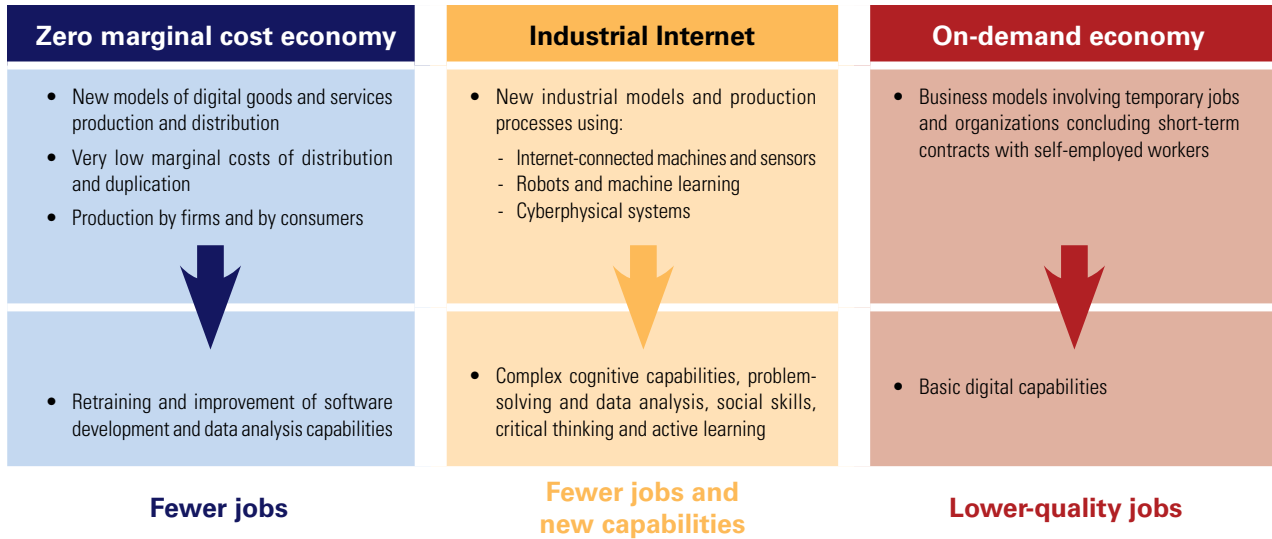 Zero marginal cost economy
• New models of digital goods and services
production and distribution
• Very low marginal costs of distribution
and duplication
• Production by firms and by consumers
• Retraining and improvement of software
development and data analysis capabilities
Fewer jobs
Industrial Internet
• New industrial models and production
processes using:
- Internet-connected machines and sensors
- Robots and machine learning
- Cyberphysical systems
• Complex cognitive capabilities, problem-
solving and data analysis, social skills,
critical thinking and active learning
Fewer jobs and
new capabilities
On-demand economy
• Business models involving temporary jobs
and organizations concluding short-term
contracts with self-employed workers
• Basic digital capabilities
Lower-quality jobs